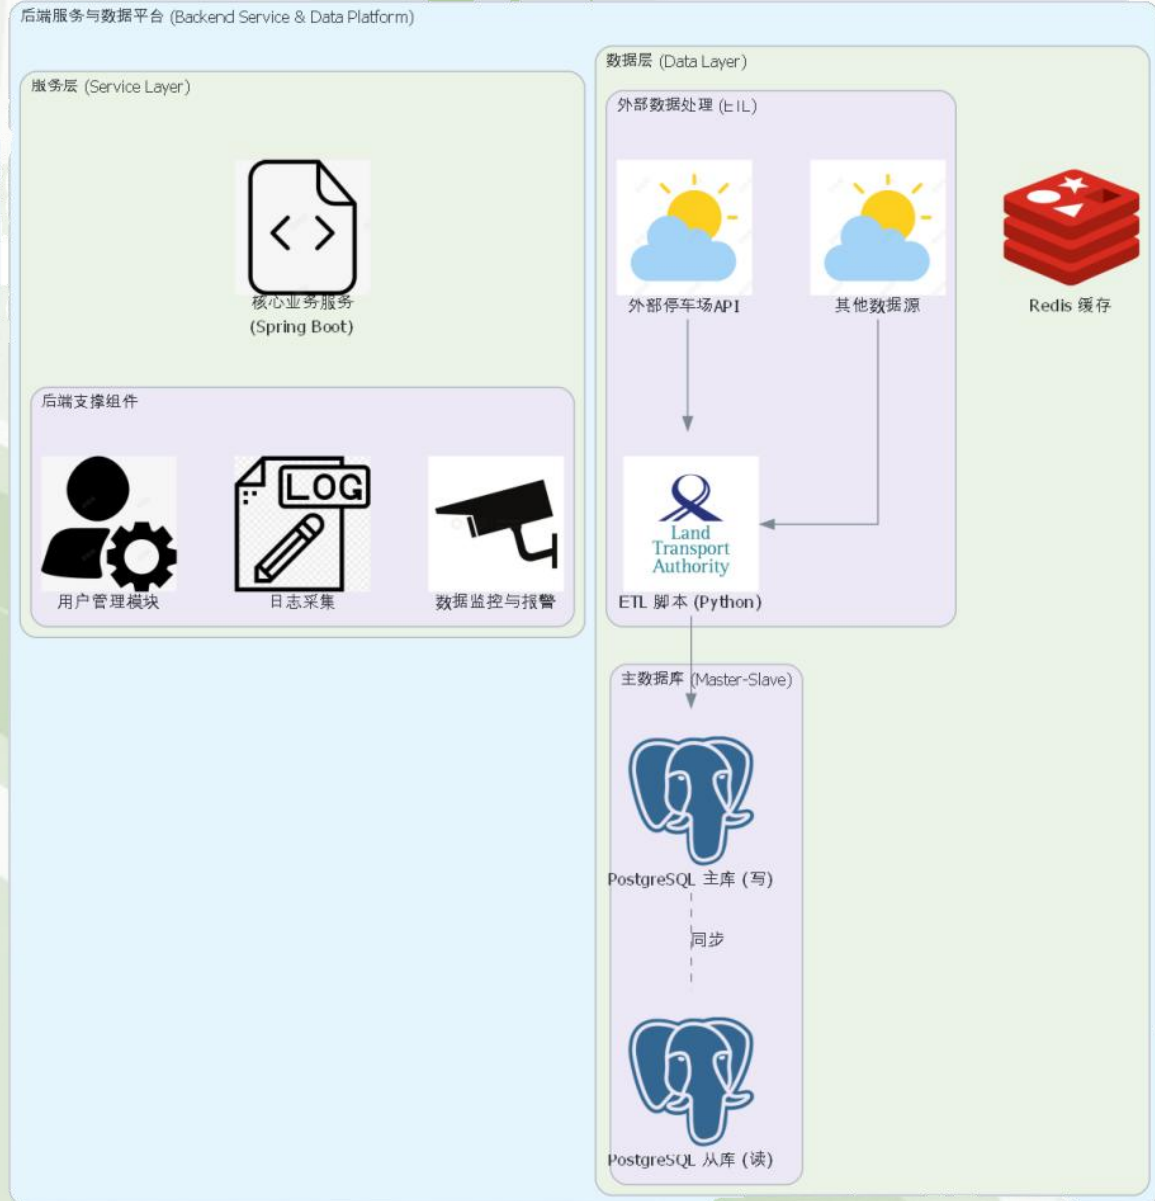 后端服务与数据平台 (Backend Service & Data Platform)
服务层 (Service Layer)
核心业务服务
(Spring Boot)
后端支撑组件
LOG
用户管理模块
日志采集
数据监控与报警
数据层 (Data Layer)
外部数据处理 (ETL)
外部停车场API
其他数据源
Redis 缓存
Land
Transport
Authority
ETL 脚本 (Python)
主数据库 (Master-Slave)
PostgreSQL 主库 (写)
同步
PostgreSQL 从库 (读)